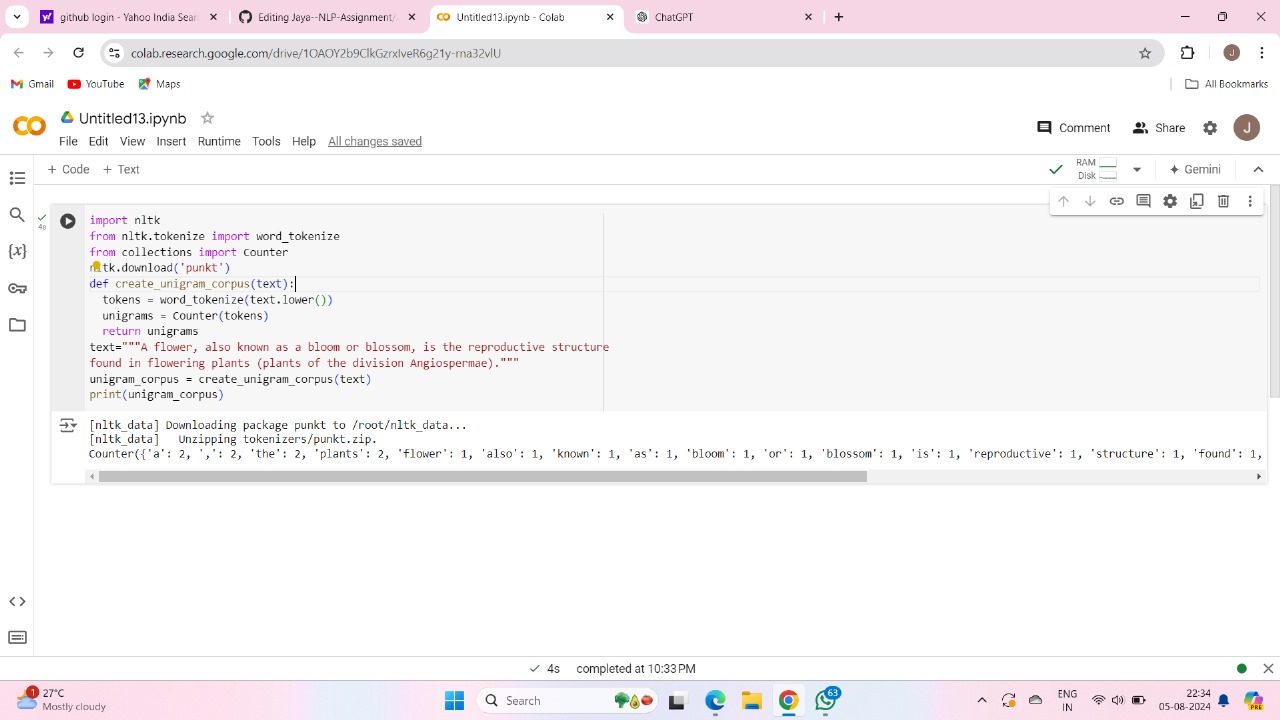 github login - Yahoo India Sear
Editing Jaya--NLP-Assignment/
Untitled13.ipynb - Colab
ChatGPT
colab.research.google.com/drive/1OAOY2b9ClkGzrxIveR6g21y-rna32vlU
Gmail YouTube Maps
All Bookmarks
Untitled13.ipynb
File Edit View Insert Runtime Tools Help All changes saved
Comment Share J
+ Code + Text
RAM
Disk
Gemini
4s
import nltk
from nltk.tokenize import word_tokenize
from collections import Counter
nltk.download('punkt')
def create_unigram_corpus(text):
tokens = word_tokenize(text.lower())
unigrams = Counter(tokens)
return unigrams
text="""A flower, also known as a bloom or blossom, is the reproductive structure
found in flowering plants (plants of the division Angiospermae)."""
unigram_corpus = create_unigram_corpus(text)
print(unigram_corpus)
[nltk_data] Downloading package punkt to /root/nltk_data...
[nltk_data]   Unzipping tokenizers/punkt.zip.
Counter({'a': 2, ',': 2, 'the': 2, 'plants': 2, 'flower': 1, 'also': 1, 'known': 1, 'as': 1, 'bloom': 1, 'or': 1, 'blossom': 1, 'is': 1, 'reproductive': 1, 'structure': 1, 'found': 1,
4s completed at 10:33 PM
1
27°C
Mostly cloudy
Search
63
ENG
IN
22:34
05-08-2024
PRE